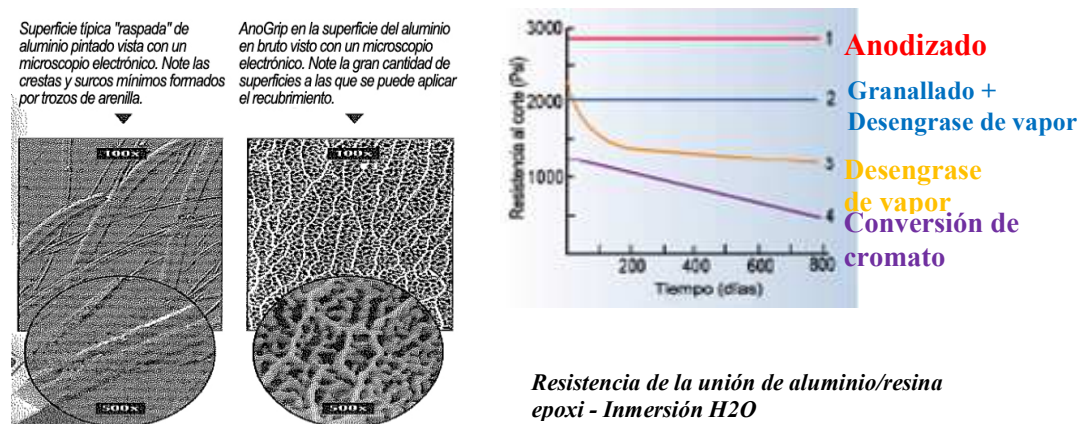 Superficie típica "raspada" de
aluminio pintado vista con un
microscopio electrónico. Note las
crestas y surcos mínimos formados
por trozos de arenilla.
AnoGrip en la superficie del aluminio
en bruto visto con un microscopio
electrónico. Note la gran cantidad de
superficies a las que se puede aplicar
el recubrimiento.
100x
500x
100x
500x
Resistencia al corte (Psi)
3000
2000
1000
200 400 600 800
Tiempo (días)
1 Anodizado
2 Granallado +
Desengrase de vapor
3 Desengrase
de vapor
4 Conversión de
cromato
Resistencia de la unión de aluminio/resina
epoxi - Inmersión H2O